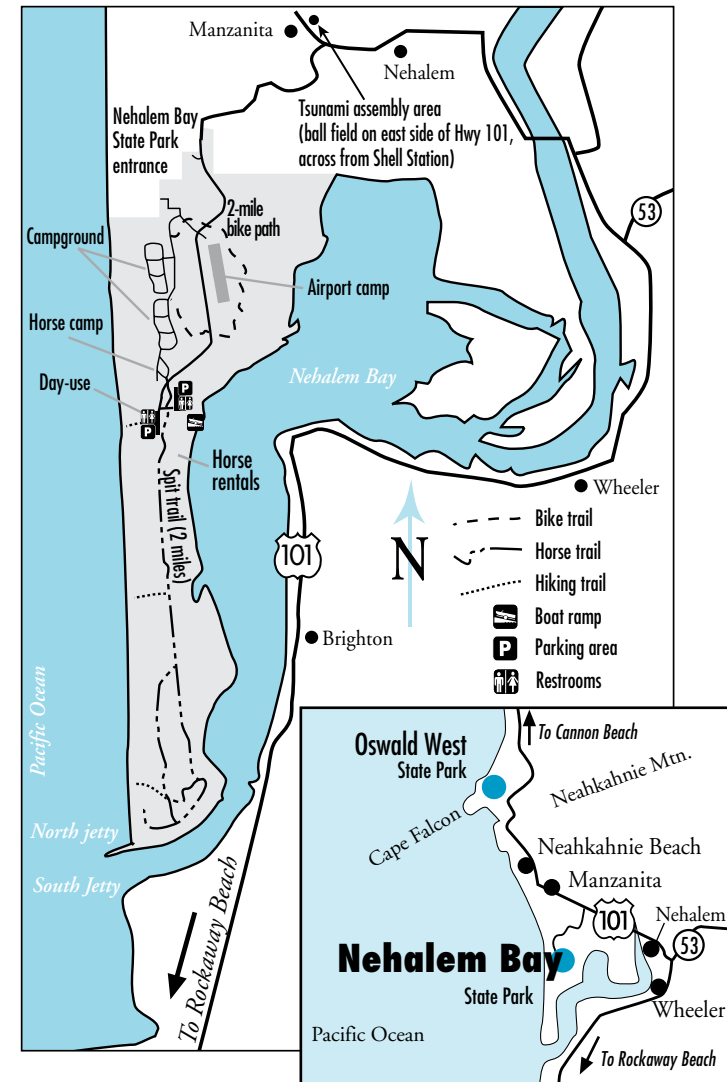 Manzanita
Nehalem
Tsunami assembly area
(ball field on east side of Hwy 101,
across from Shell Station)
Nehalem Bay
State Park
entrance
53
2-mile
bike path
Campground
Airport camp
Horse camp
Nehalem Bay
Day-use
P
P
Horse
rentals
Spit trail (2 miles)
Wheeler
101
N
Bike trail
Horse trail
Hiking trail
Boat ramp
P Parking area
Restrooms
Brighton
Pacific Ocean
North jetty
South Jetty
To Rockaway Beach
To Cannon Beach
Oswald West
State Park
Neahkahnie Mtn.
Cape Falcon
Neahkahnie Beach
Manzanita
101
Nehalem
53
Nehalem Bay
State Park
Wheeler
Pacific Ocean
To Rockaway Beach